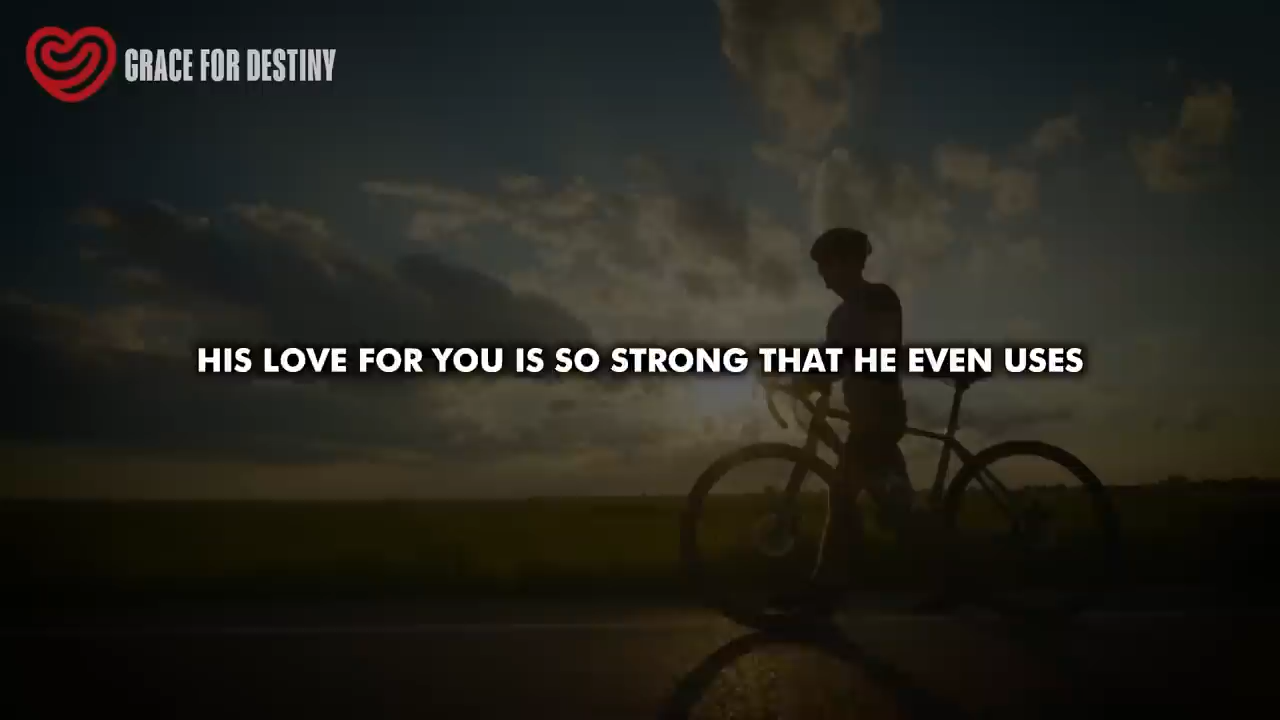 GRACE FOR DESTINY
HIS LOVE FOR YOU IS SO STRONG THAT HE EVEN USES